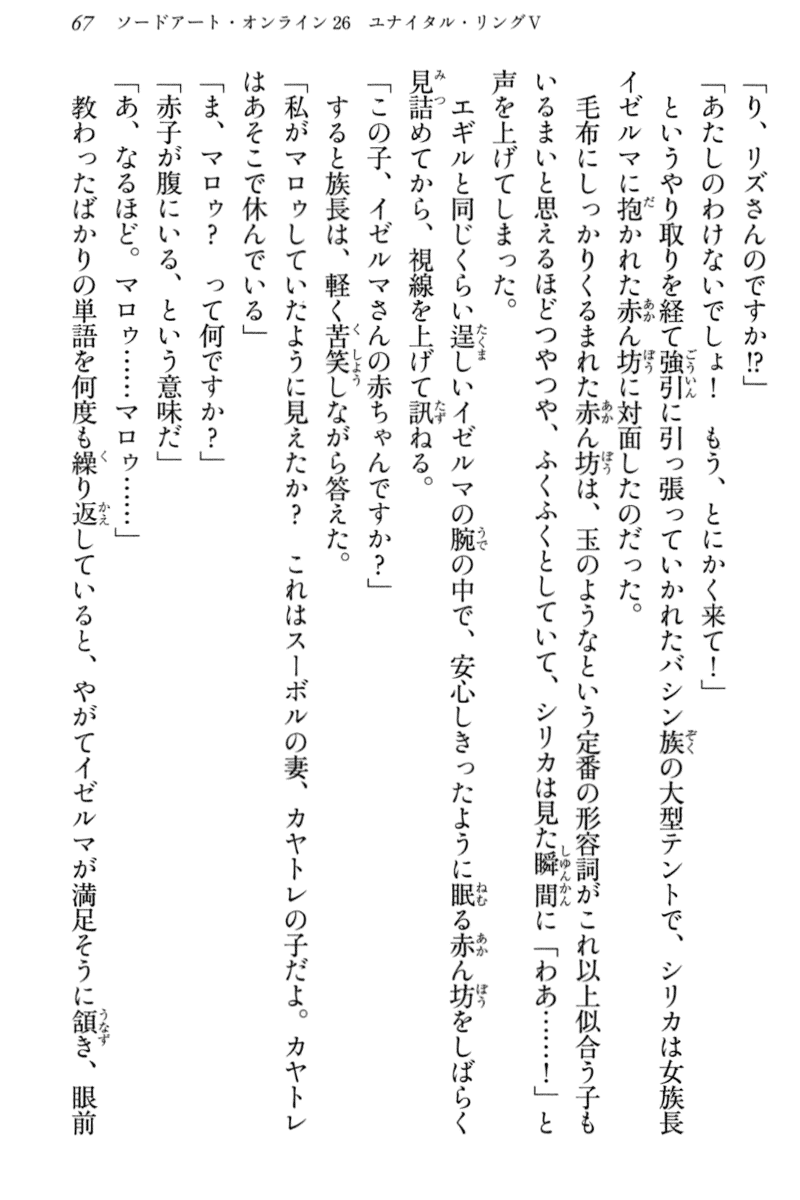 67 ソードアート・オンライン26 ユナイタル・リングⅤ
「り、リズさんのですか!?」
「あたしのわけないでしょ！　もう、とにかく来て！」
　というやり取りを経て強引に引っ張っていかれたバシン族の大型テントで、シリカは女族長
イゼルマに抱かれた赤ん坊に対面したのだった。
　毛布にしっかりくるまれた赤ん坊は、玉のようなという定番の形容詞がこれ以上似合う子も
いるまいと思えるほどつやつや、ふくふくとしていて、シリカは見た瞬間に「わあ……！」と
声を上げてしまった。
　エギルと同じくらい逞しいイゼルマの腕の中で、安心しきったように眠る赤ん坊をしばらく
見詰めてから、視線を上げて訊ねる。
「この子、イゼルマさんの赤ちゃんですか？」
　すると族長は、軽く苦笑しながら答えた。
「私がマロゥしていたように見えたか？　これはスーボルの妻、カヤトレの子だよ。カヤトレ
はあそこで休んでいる」
「ま、マロゥ？　って何ですか？」
「赤子が腹にいる、という意味だ」
「あ、なるほど。マロゥ……マロゥ……」
　教わったばかりの単語を何度も繰り返していると、やがてイゼルマが満足そうに頷き、眼前